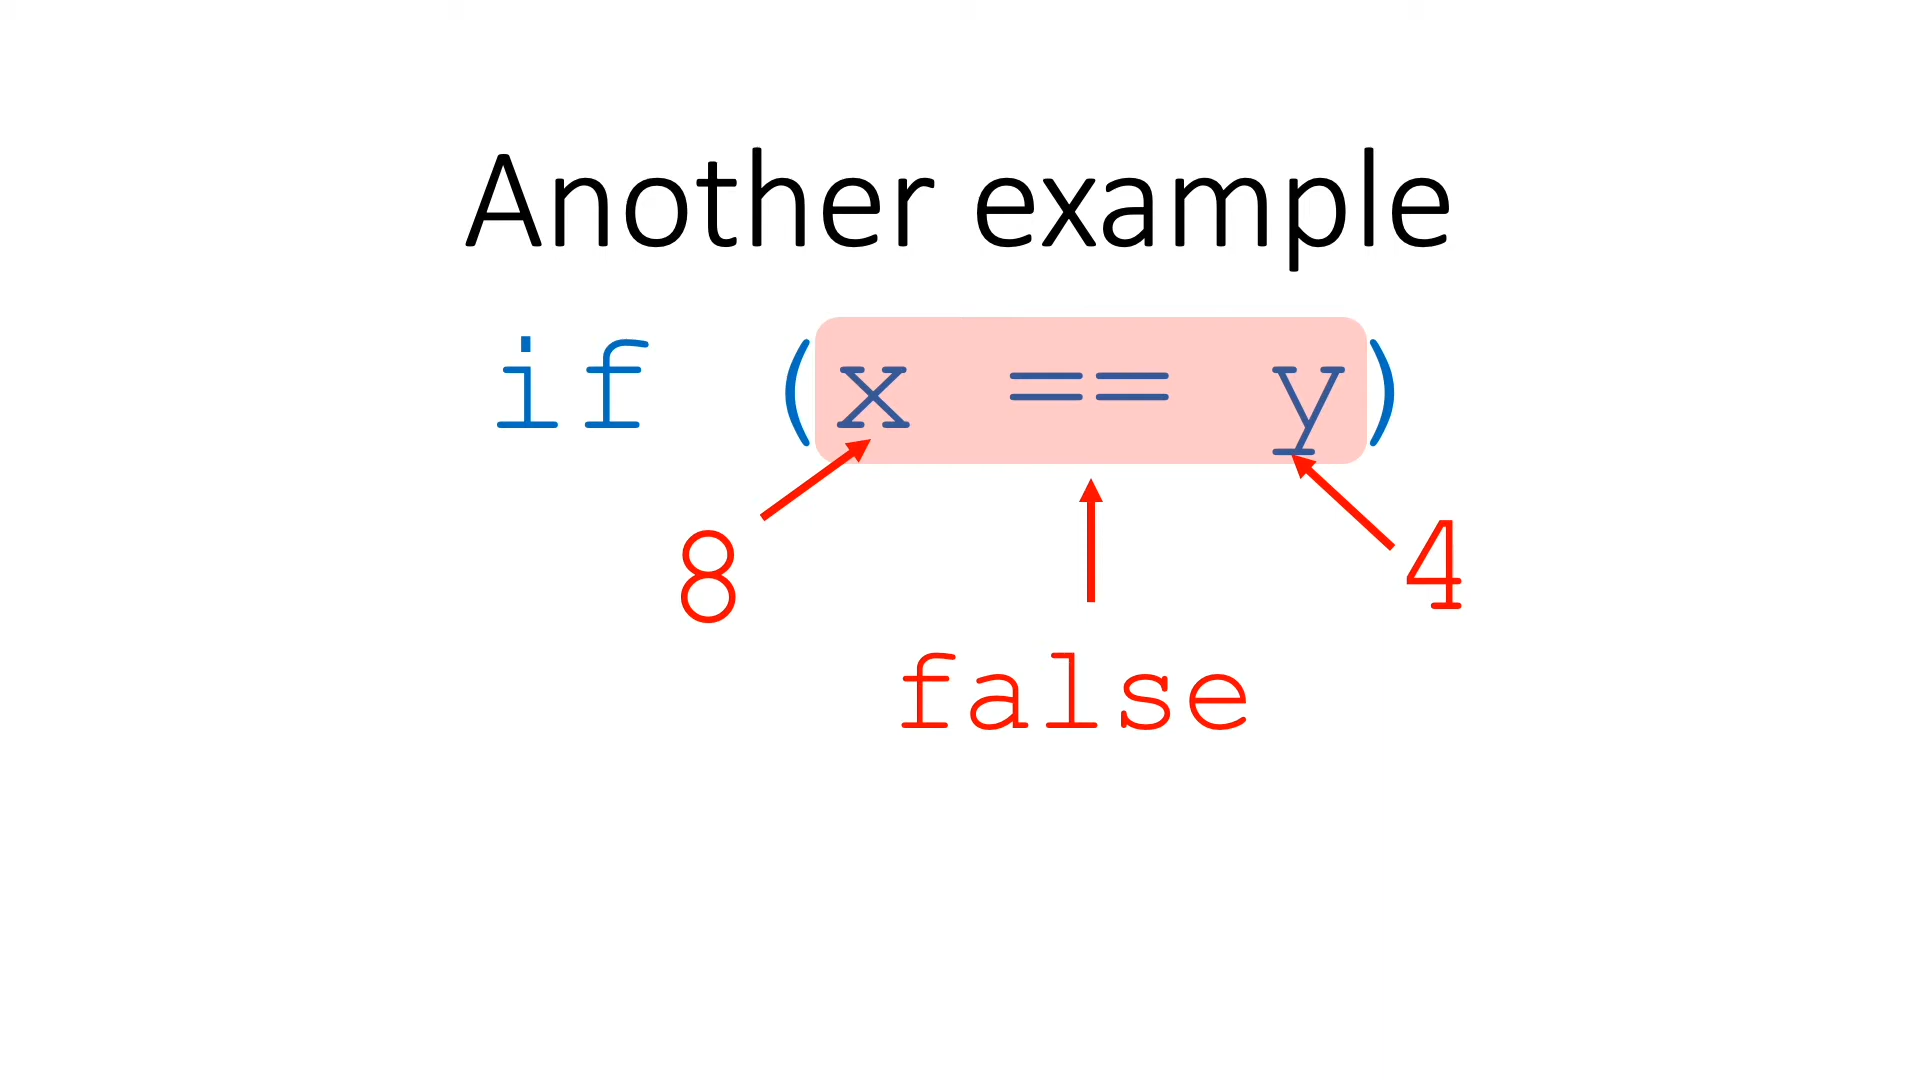 Another example
if (x == y)
8
4
false